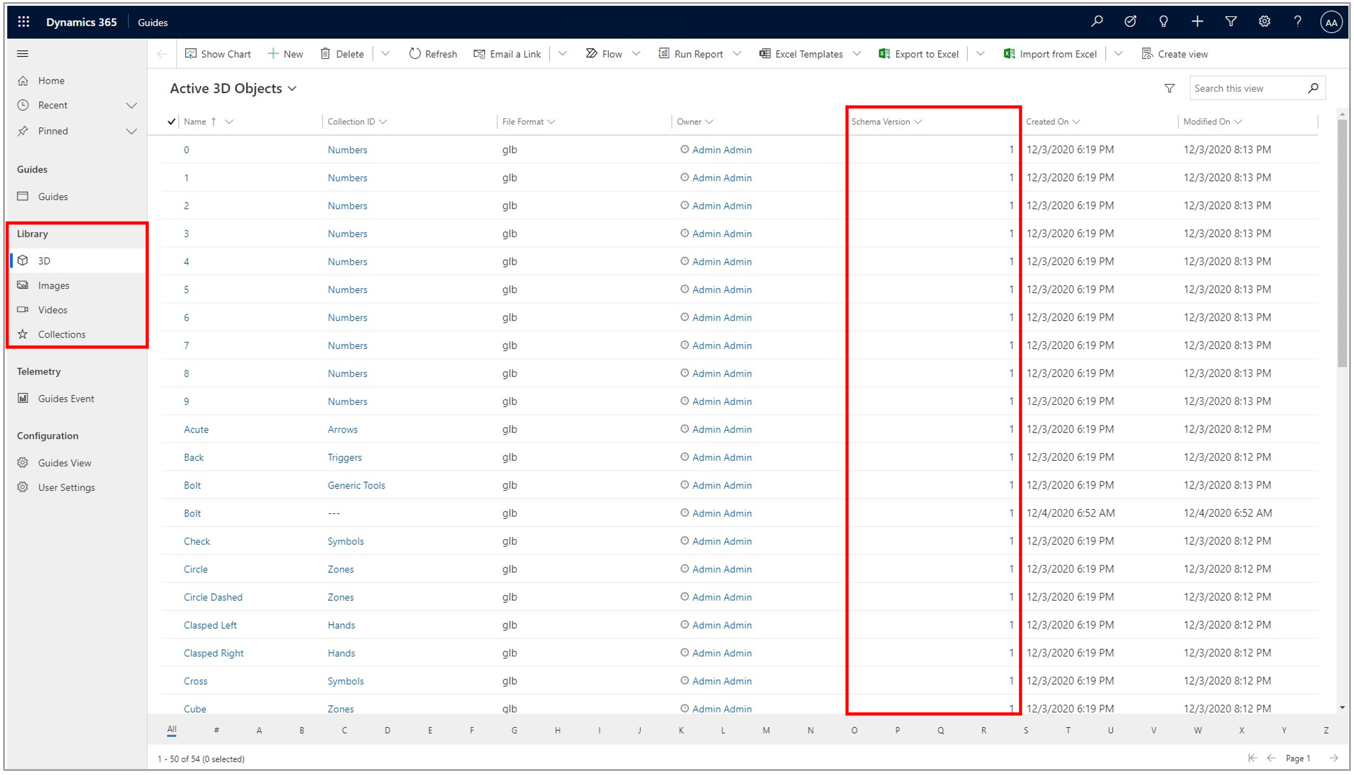 Dynamics 365 Guides AA
Show Chart New Delete Refresh Email a Link Flow Run Report Excel Templates Export to Excel Import from Excel Create view
Home
Recent
Pinned
Guides
Guides
Library
3D
Images
Videos
Collections
Telemetry
Guides Event
Configuration
Guides View
User Settings
Active 3D Objects Search this view
Name ↑ Collection ID File Format Owner Schema Version Created On Modified On
0 Numbers glb Admin Admin 1 12/3/2020 6:19 PM 12/3/2020 8:13 PM
1 Numbers glb Admin Admin 1 12/3/2020 6:19 PM 12/3/2020 8:13 PM
2 Numbers glb Admin Admin 1 12/3/2020 6:19 PM 12/3/2020 8:13 PM
3 Numbers glb Admin Admin 1 12/3/2020 6:19 PM 12/3/2020 8:13 PM
4 Numbers glb Admin Admin 1 12/3/2020 6:19 PM 12/3/2020 8:13 PM
5 Numbers glb Admin Admin 1 12/3/2020 6:19 PM 12/3/2020 8:13 PM
6 Numbers glb Admin Admin 1 12/3/2020 6:19 PM 12/3/2020 8:13 PM
7 Numbers glb Admin Admin 1 12/3/2020 6:19 PM 12/3/2020 8:13 PM
8 Numbers glb Admin Admin 1 12/3/2020 6:19 PM 12/3/2020 8:13 PM
9 Numbers glb Admin Admin 1 12/3/2020 6:19 PM 12/3/2020 8:13 PM
Acute Arrows glb Admin Admin 1 12/3/2020 6:19 PM 12/3/2020 8:12 PM
Back Triggers glb Admin Admin 1 12/3/2020 6:19 PM 12/3/2020 8:12 PM
Bolt Generic Tools glb Admin Admin 1 12/3/2020 6:19 PM 12/3/2020 8:13 PM
Bolt --- glb Admin Admin 1 12/4/2020 6:52 AM 12/4/2020 6:52 AM
Check Symbols glb Admin Admin 1 12/3/2020 6:19 PM 12/3/2020 8:12 PM
Circle Zones glb Admin Admin 1 12/3/2020 6:19 PM 12/3/2020 8:12 PM
Circle Dashed Zones glb Admin Admin 1 12/3/2020 6:19 PM 12/3/2020 8:12 PM
Clasped Left Hands glb Admin Admin 1 12/3/2020 6:19 PM 12/3/2020 8:12 PM
Clasped Right Hands glb Admin Admin 1 12/3/2020 6:19 PM 12/3/2020 8:12 PM
Cross Symbols glb Admin Admin 1 12/3/2020 6:19 PM 12/3/2020 8:12 PM
Cube Zones glb Admin Admin 1 12/3/2020 6:19 PM 12/3/2020 8:12 PM
All # A B C D E F G H I J K L M N O P Q R S T U V W X Y Z
1 - 50 of 54 (0 selected) Page 1